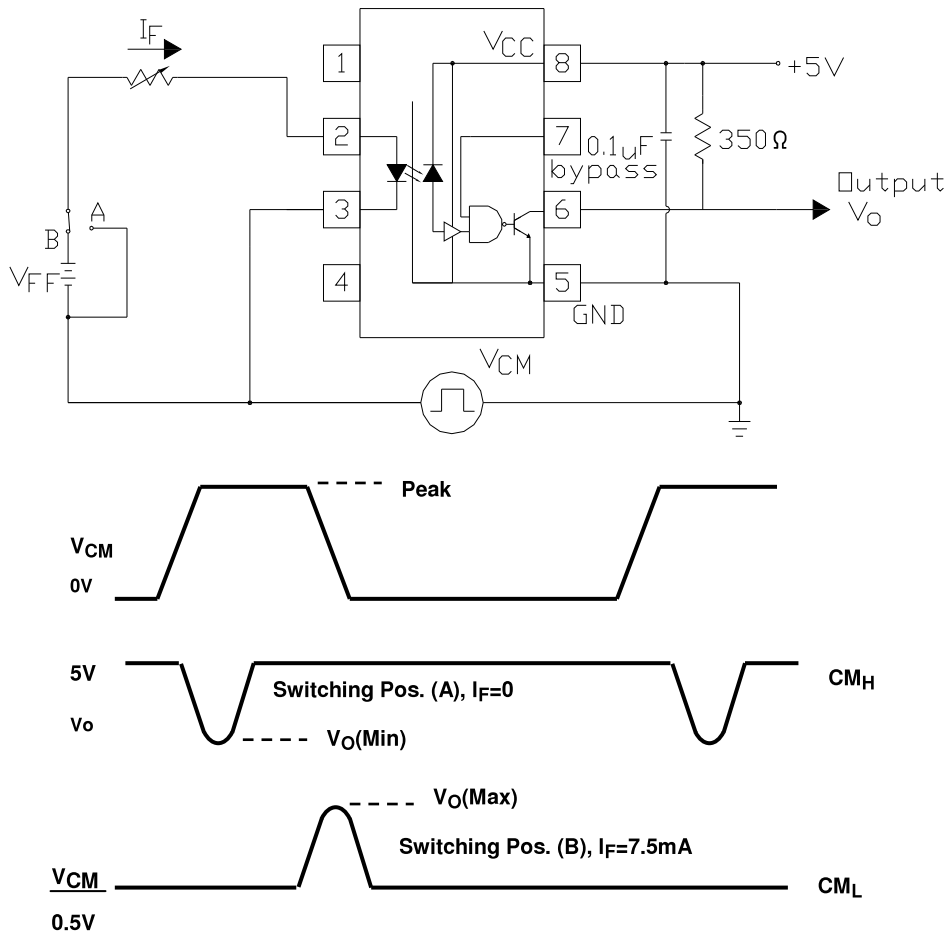 IF
VCC
1
8
+5V
2
7
0.1uF
bypass
350Ω
3
6
Output
VO
A
B
VFF
4
5
GND
VCM
Peak
VCM
0V
5V
Switching Pos. (A), IF=0
CMH
Vo
VO(Min)
VO(Max)
Switching Pos. (B), IF=7.5mA
VCM
CML
0.5V